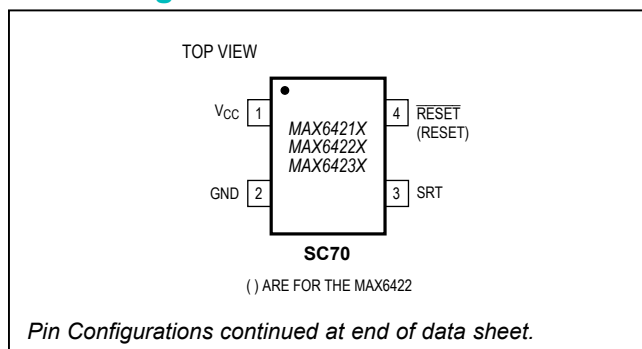 TOP VIEW
VCC 1
4 RESET
(RESET)
MAX6421X
MAX6422X
MAX6423X
GND 2
3 SRT
SC70
( ) ARE FOR THE MAX6422
Pin Configurations continued at end of data sheet.